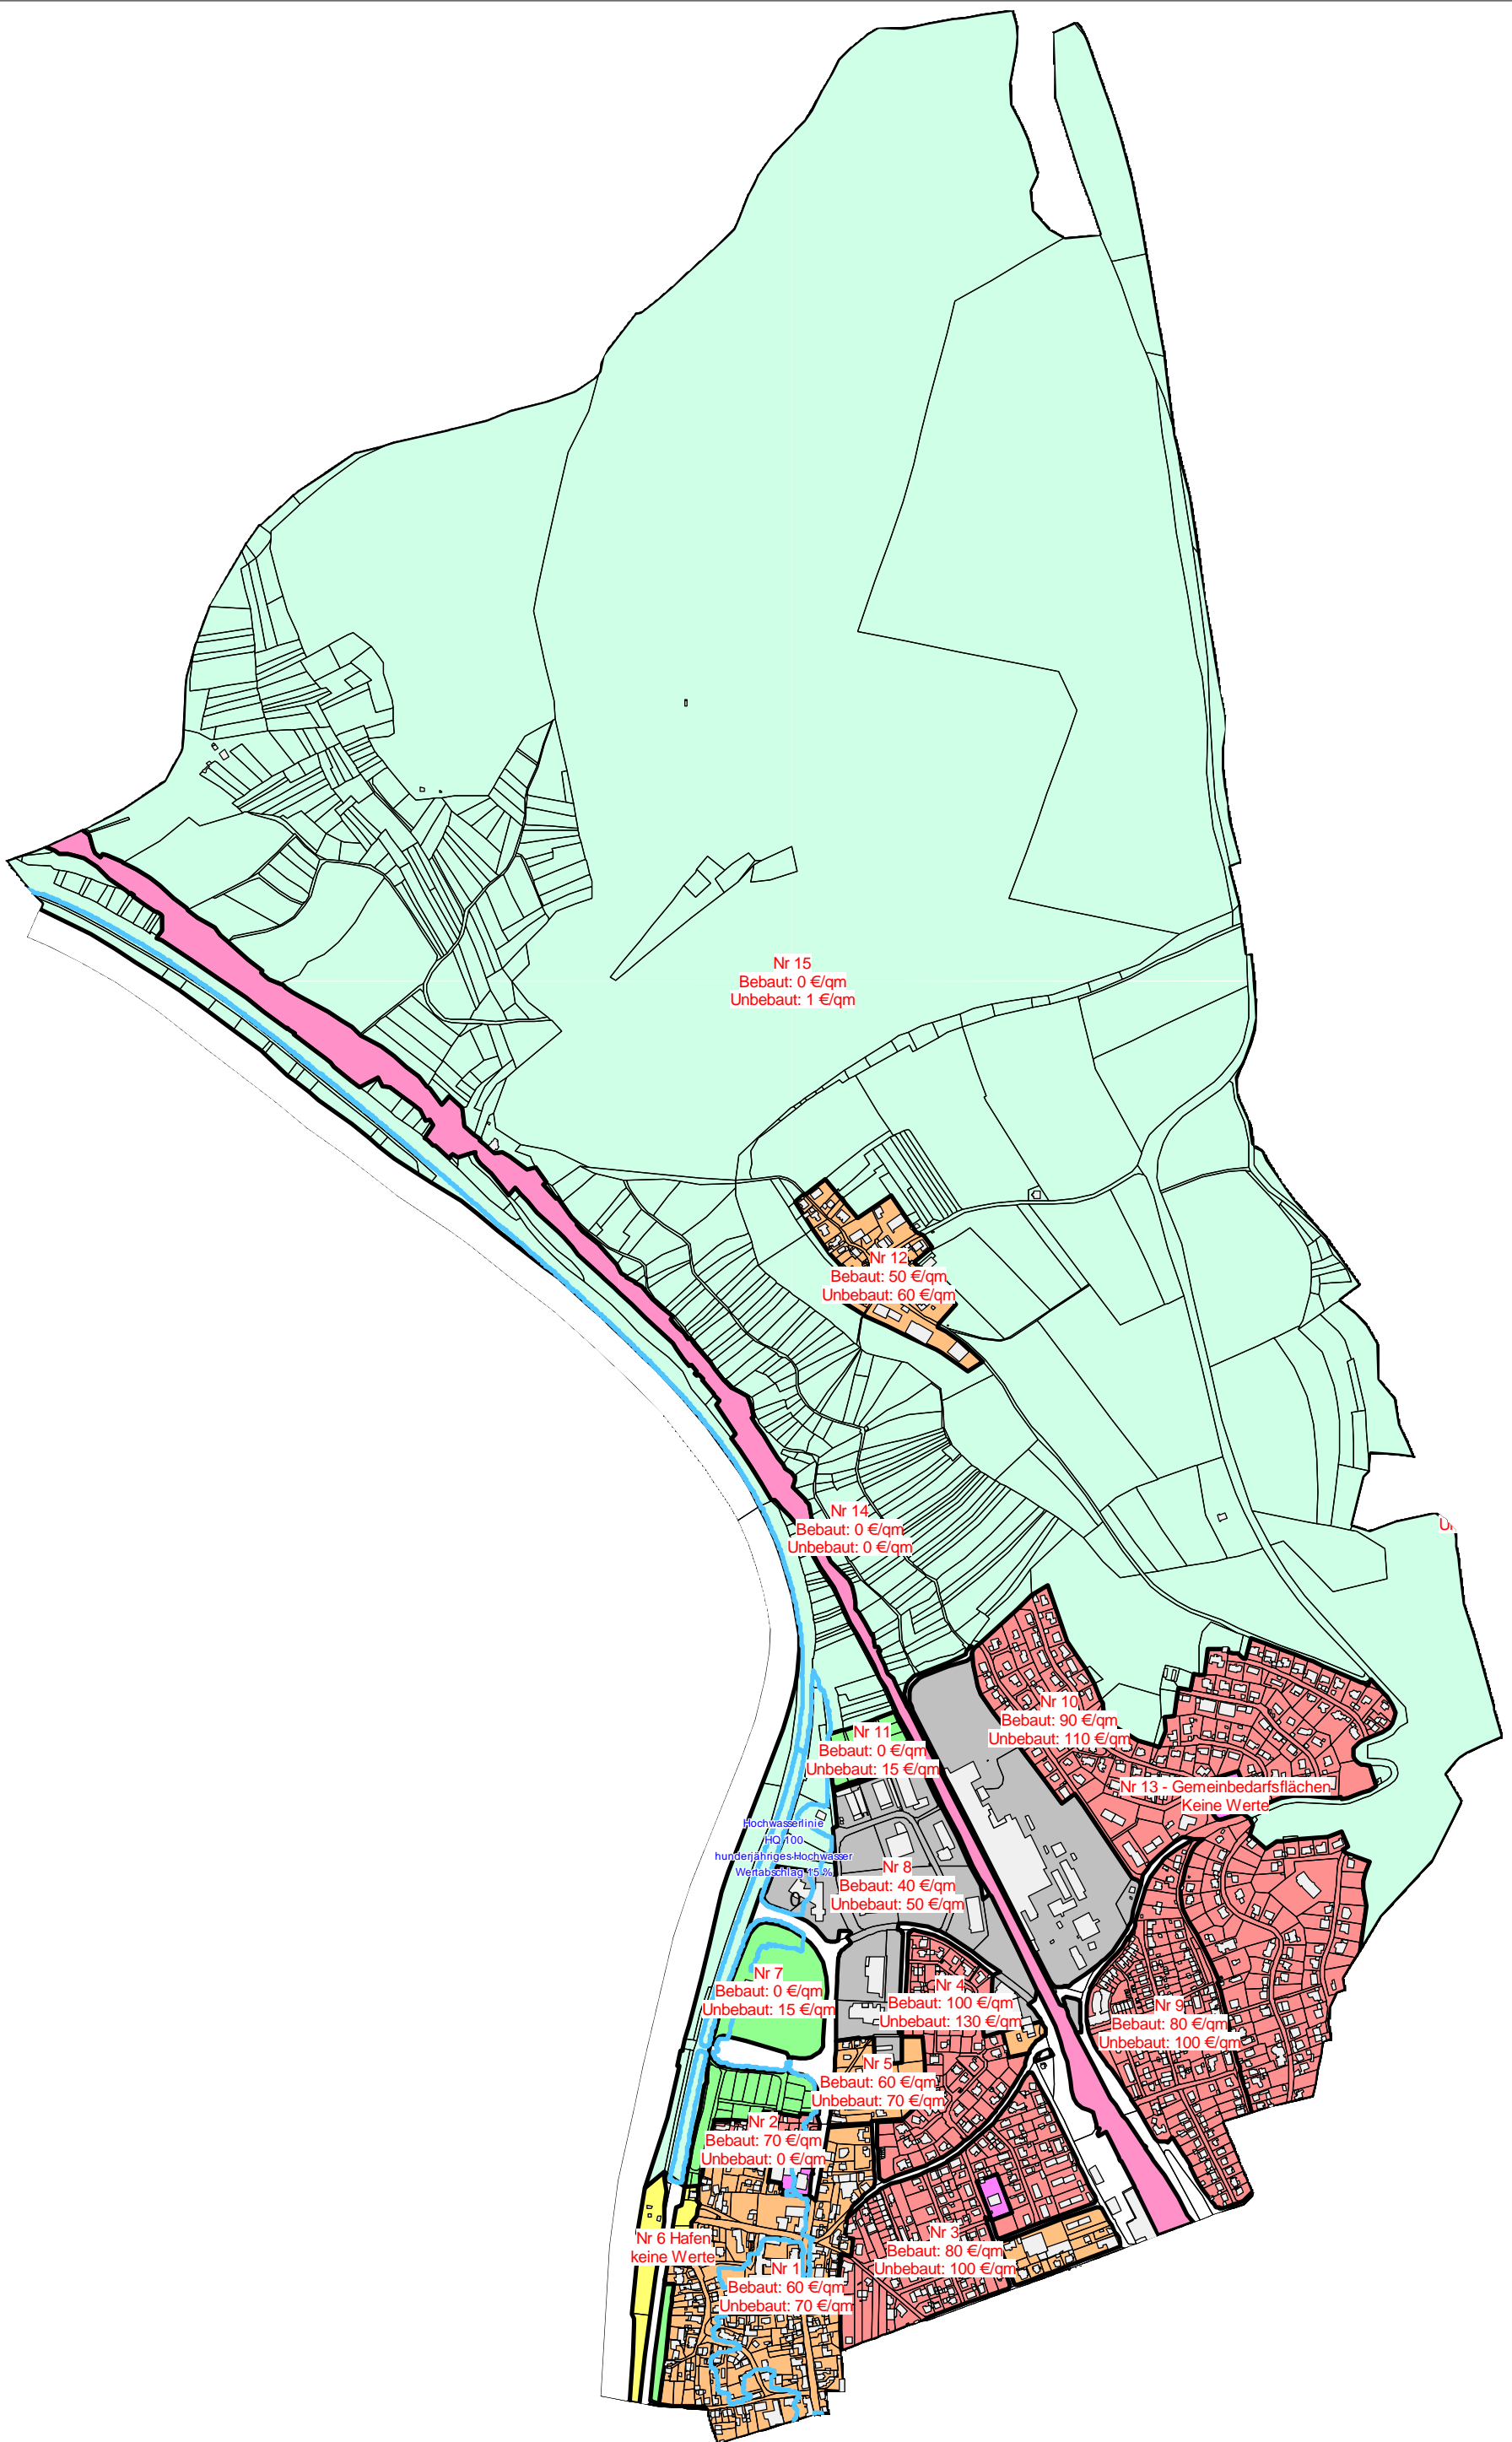 Nr 15
Bebaut: 0 €/qm
Unbebaut: 1 €/qm
Nr 12
Bebaut: 50 €/qm
Unbebaut: 60 €/qm
Nr 14
Bebaut: 0 €/qm
Unbebaut: 0 €/qm
Nr 10
Bebaut: 90 €/qm
Unbebaut: 110 €/qm
Nr 11
Bebaut: 0 €/qm
Unbebaut: 15 €/qm
Nr 13 - Gemeinbedarfsflächen
Keine Werte
Hochwasserlinie
HQ 100
hunderjähriges-Hochwasser
Wertabschlag 15 %
Nr 8
Bebaut: 40 €/qm
Unbebaut: 50 €/qm
Nr 7
Bebaut: 0 €/qm
Unbebaut: 15 €/qm
Nr 4
Bebaut: 100 €/qm
Unbebaut: 130 €/qm
Nr 9
Bebaut: 80 €/qm
Unbebaut: 100 €/qm
Nr 5
Bebaut: 60 €/qm
Unbebaut: 70 €/qm
Nr 2
Bebaut: 70 €/qm
Unbebaut: 0 €/qm
Nr 6 Hafen
keine Werte
Nr 3
Bebaut: 80 €/qm
Unbebaut: 100 €/qm
Nr 1
Bebaut: 60 €/qm
Unbebaut: 70 €/qm